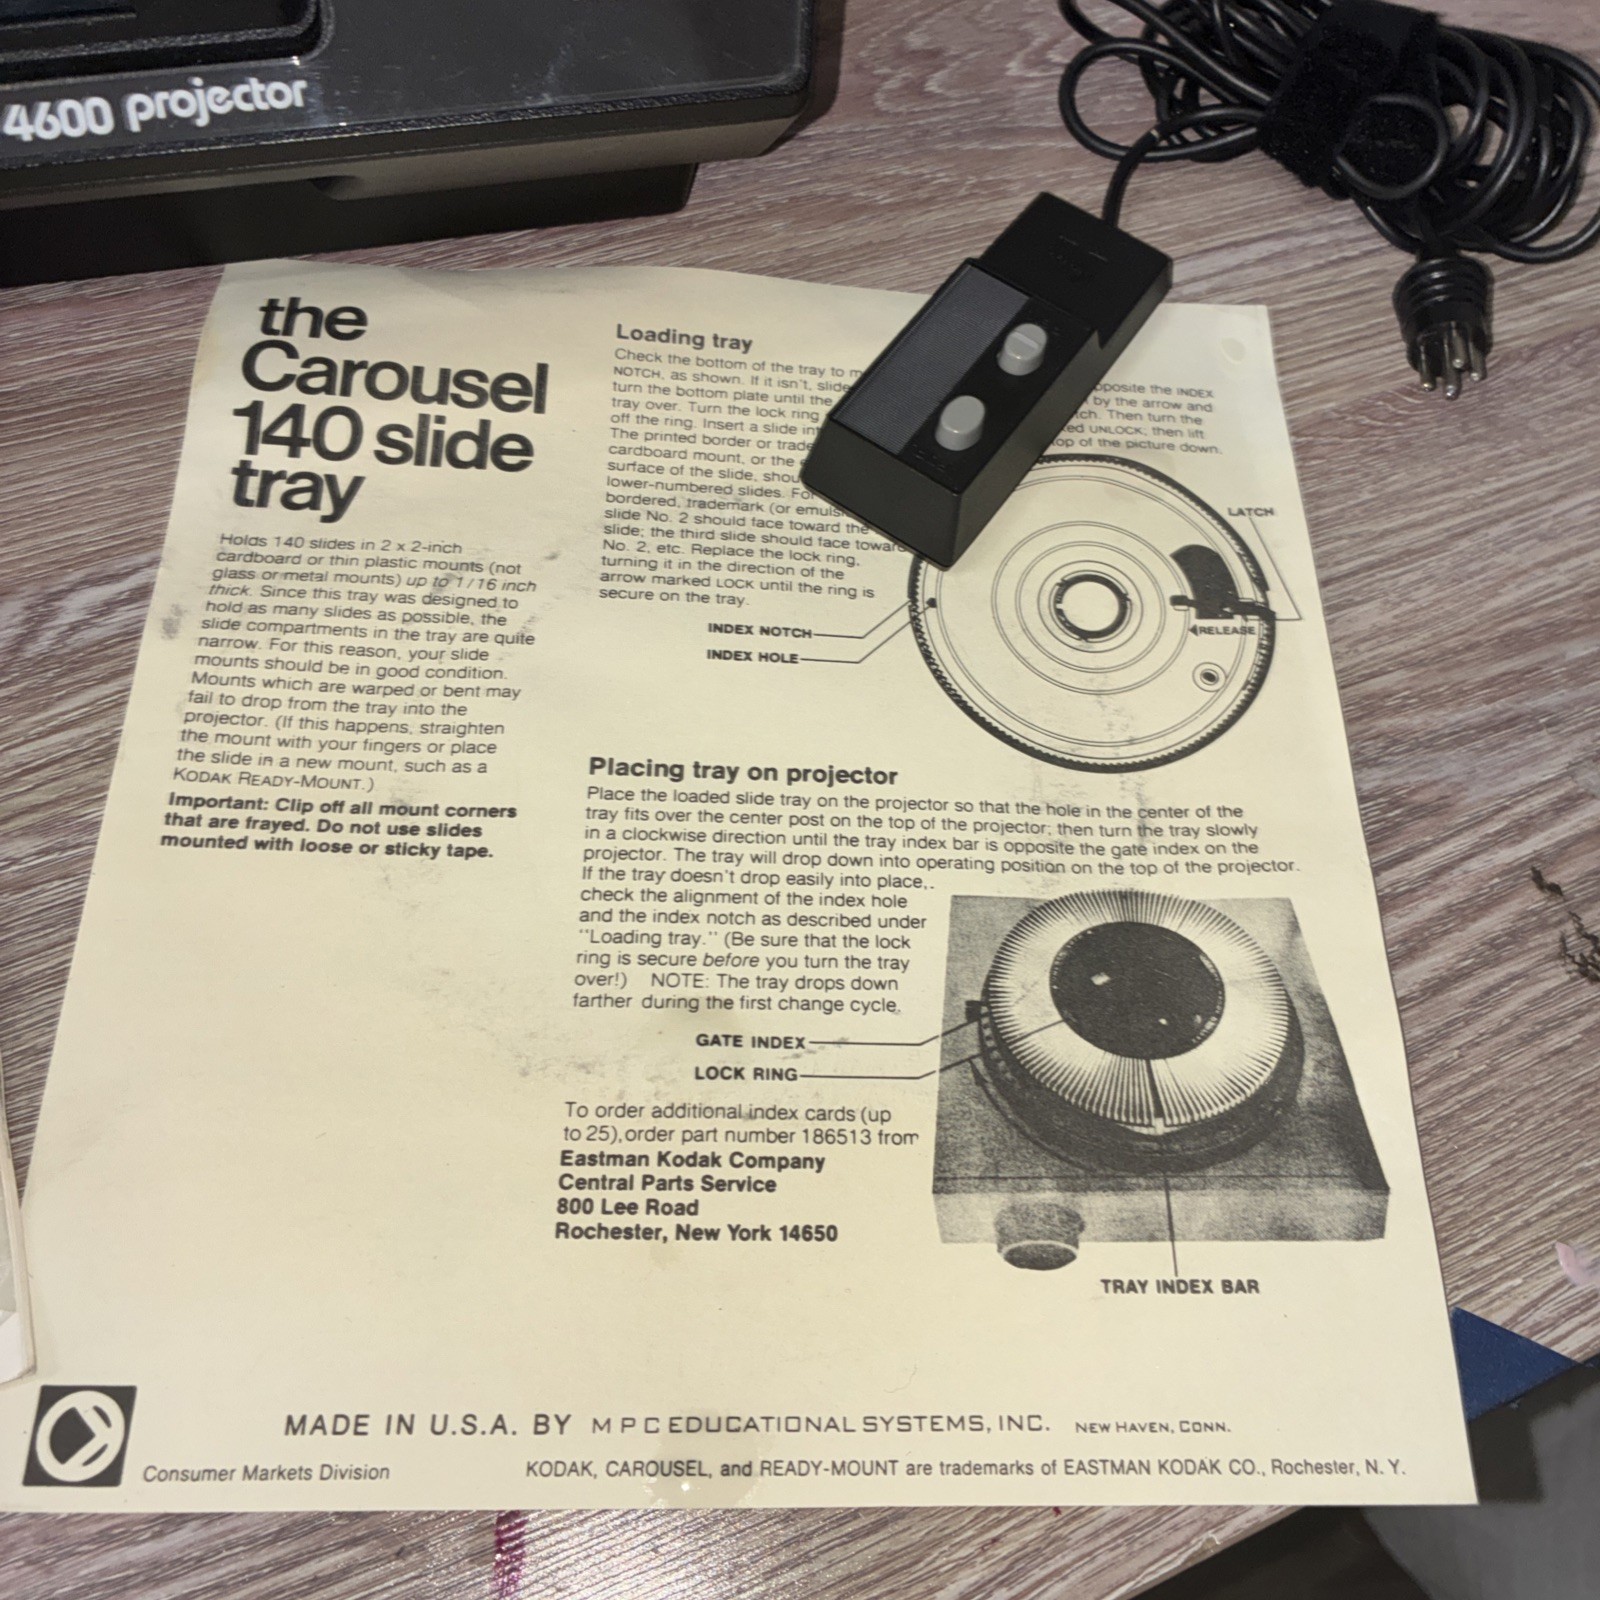 4600 projector
the
Carousel
140 slide
tray
Holds 140 slides in 2 x 2-inch
cardboard or thin plastic mounts (not
glass or metal mounts) up to 1/16 inch
thick. Since this tray was designed to
hold as many slides as possible, the
slide compartments in the tray are quite
narrow. For this reason, your slide
mounts should be in good condition.
Mounts which are warped or bent may
fail to drop from the tray into the
projector. (If this happens, straighten
the mount with your fingers or place
the slide in a new mount, such as a
KODAK READY-MOUNT.)
Important: Clip off all mount corners
that are frayed. Do not use slides
mounted with loose or sticky tape.
Loading tray
Check the bottom of the tray to
NOTCH, as shown. If it isn't, slide
turn the bottom plate until the
tray over. Turn the lock ring
off the ring. Insert a slide
The printed border or
cardboard mount, or the
surface of the slide,
lower-numbered slides.
bordered, trademark (or
slide No. 2 should face toward the
slide; the third slide should face
No. 2, etc. Replace the lock ring,
turning it in the direction of the
arrow marked LOCK until the ring is
secure on the tray.
opposite the INDEX
by the arrow and
Then turn the
UNLOCK; then lift
of the picture down.
LATCH
RELEASE
INDEX NOTCH
INDEX HOLE
Placing tray on projector
Place the loaded slide tray on the projector so that the hole in the center of the
tray fits over the center post on the top of the projector; then turn the tray slowly
in a clockwise direction until the tray index bar is opposite the gate index on the
projector. The tray will drop down into operating position on the top of the projector.
If the tray doesn't drop easily into place,
check the alignment of the index hole
and the index notch as described under
"Loading tray." (Be sure that the lock
ring is secure before you turn the tray
over!) NOTE: The tray drops down
farther during the first change cycle.
GATE INDEX
LOCK RING
To order additional index cards (up
to 25), order part number 186513 from
Eastman Kodak Company
Central Parts Service
800 Lee Road
Rochester, New York 14650
TRAY INDEX BAR
MADE IN U.S.A. BY M P C EDUCATIONAL SYSTEMS, INC. NEW HAVEN, CONN.
Consumer Markets Division
KODAK, CAROUSEL, and READY-MOUNT are trademarks of EASTMAN KODAK CO., Rochester, N. Y.